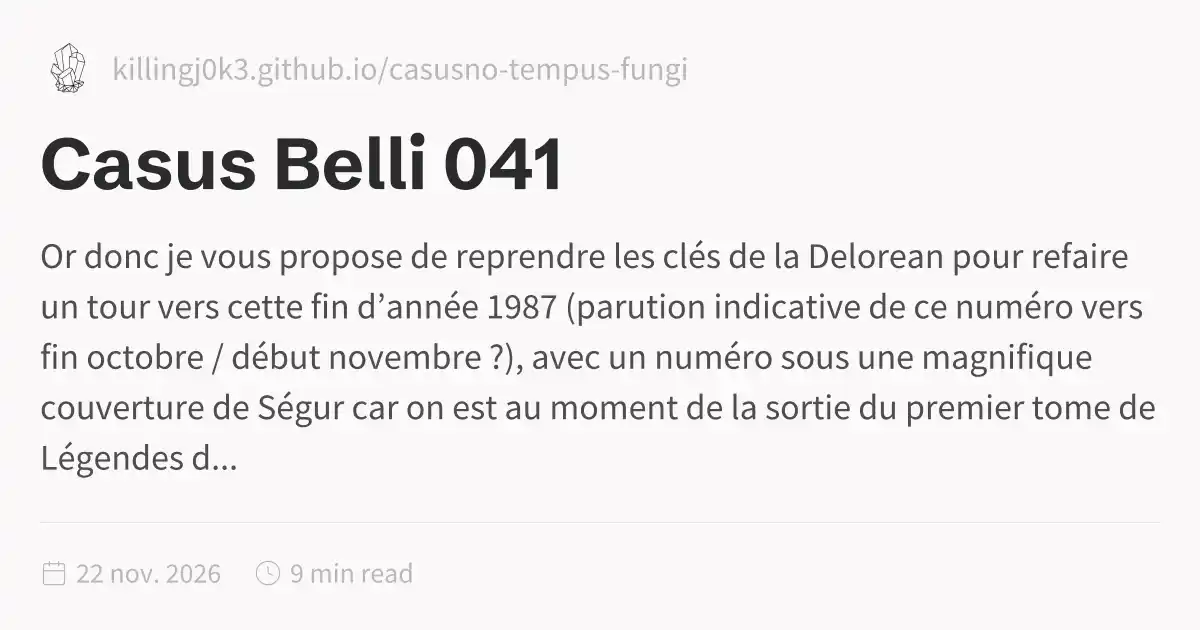 killingj0k3.github.io/casusno-tempus-fungi
Casus Belli 041
Or donc je vous propose de reprendre les clés de la Delorean pour refaire
un tour vers cette fin d’année 1987 (parution indicative de ce numéro vers
fin octobre / début novembre ?), avec un numéro sous une magnifique
couverture de Ségur car on est au moment de la sortie du premier tome de
Légendes d...
22 nov. 2026 9 min read